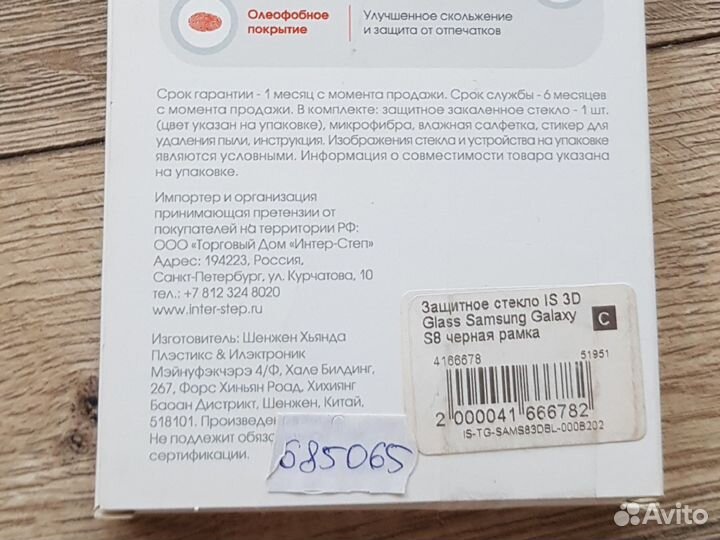 Олеофобное
покрытие
Улучшенное скольжение
и защита от отпечатков
Срок гарантии - 1 месяц с момента продажи. Срок службы - 6 месяцев
с момента продажи. В комплекте: защитное закаленное стекло - 1 шт.
(цвет указан на упаковке), микрофибра, влажная салфетка, стикер для
удаления пыли, инструкция. Изображения стекла и устройства на упаковке
являются условными. Информация о совместимости товара указана
на упаковке.
Импортер и организация
принимающая претензии от
покупателей на территории РФ:
ООО «Торговый Дом «Интер-Степ»
Адрес: 194223, Россия,
Санкт-Петербург, ул. Курчатова, 10
тел.: +7 812 324 8020
www.inter-step.ru
Изготовитель: Шенжен Хьянда
Плэстикс & Илэктроник
Мэйнуфэкчэрэ 4/Ф, Хале Билдинг,
267, Форс Хиньян Роад, Хихиянг
Баоан Дистрикт, Шенжен, Китай,
518101.
Не подлежит
сертификации.
585065
Защитное стекло IS 3D
Glass Samsung Galaxy
S8 черная рамка
C
4166678 51951
2 000041 666782
IS-TG-SAMS83DBL-000B202
Avito